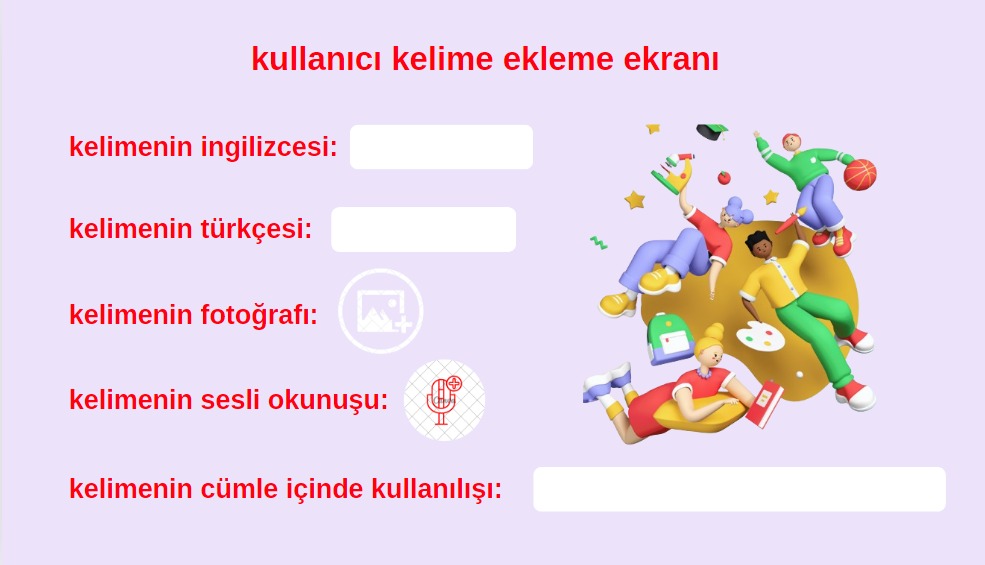 kullanıcı kelime ekleme ekranı
kelimenin ingilizcesi:
kelimenin türkçesi:
kelimenin fotoğrafı:
kelimenin sesli okunuşu:
kelimenin cümle içinde kullanılışı: